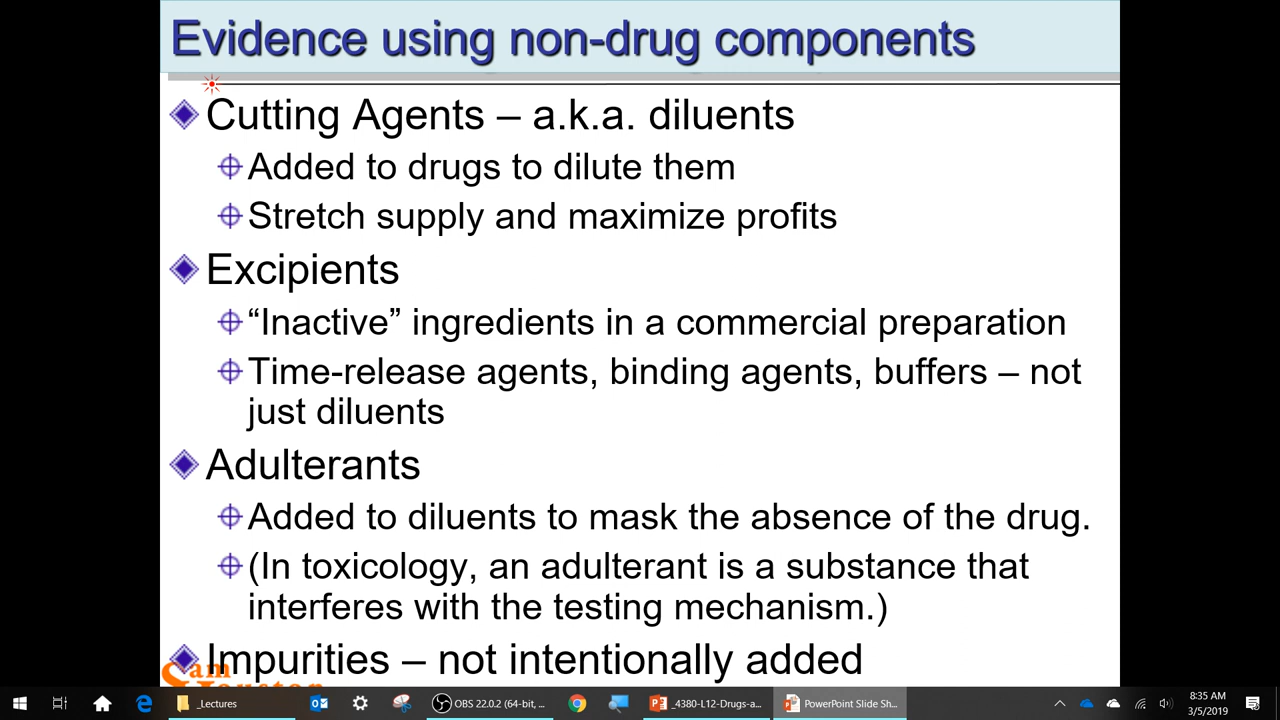 Evidence using non-drug components
Cutting Agents – a.k.a. diluents
Added to drugs to dilute them
Stretch supply and maximize profits
Excipients
“Inactive” ingredients in a commercial preparation
Time-release agents, binding agents, buffers – not
just diluents
Adulterants
Added to diluents to mask the absence of the drug.
(In toxicology, an adulterant is a substance that
interferes with the testing mechanism.)
Impurities – not intentionally added
_Lectures
OBS 22.0.2 (64-bit, ...
_4380-L12-Drugs-a...
PowerPoint Slide Sh...
8:35 AM
3/5/2019